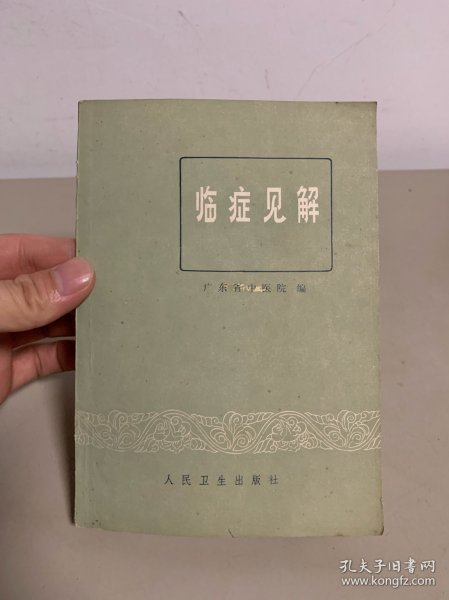 临症见解
广东省中医院 编
人民卫生出版社
孔夫子旧书网
www.kongfz.com